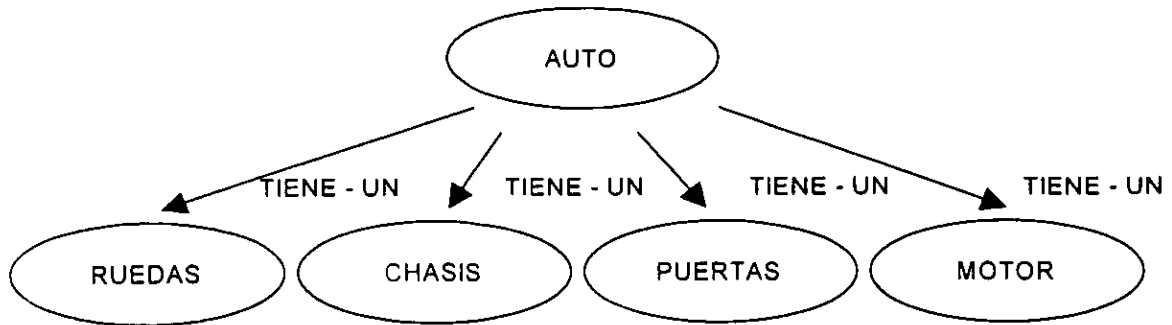 AUTO
TIENE - UN TIENE - UN TIENE - UN TIENE - UN
RUEDAS CHASIS PUERTAS MOTOR